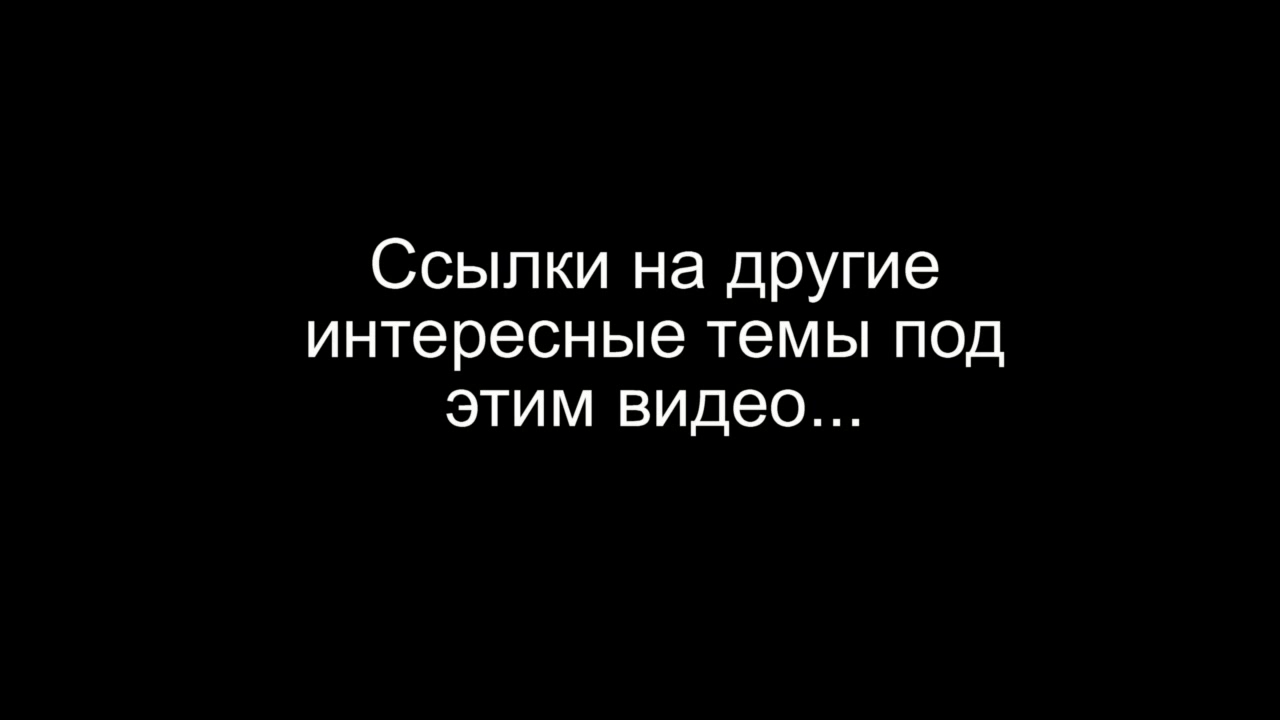 Ссылки на другие
интересные темы под
этим видео...